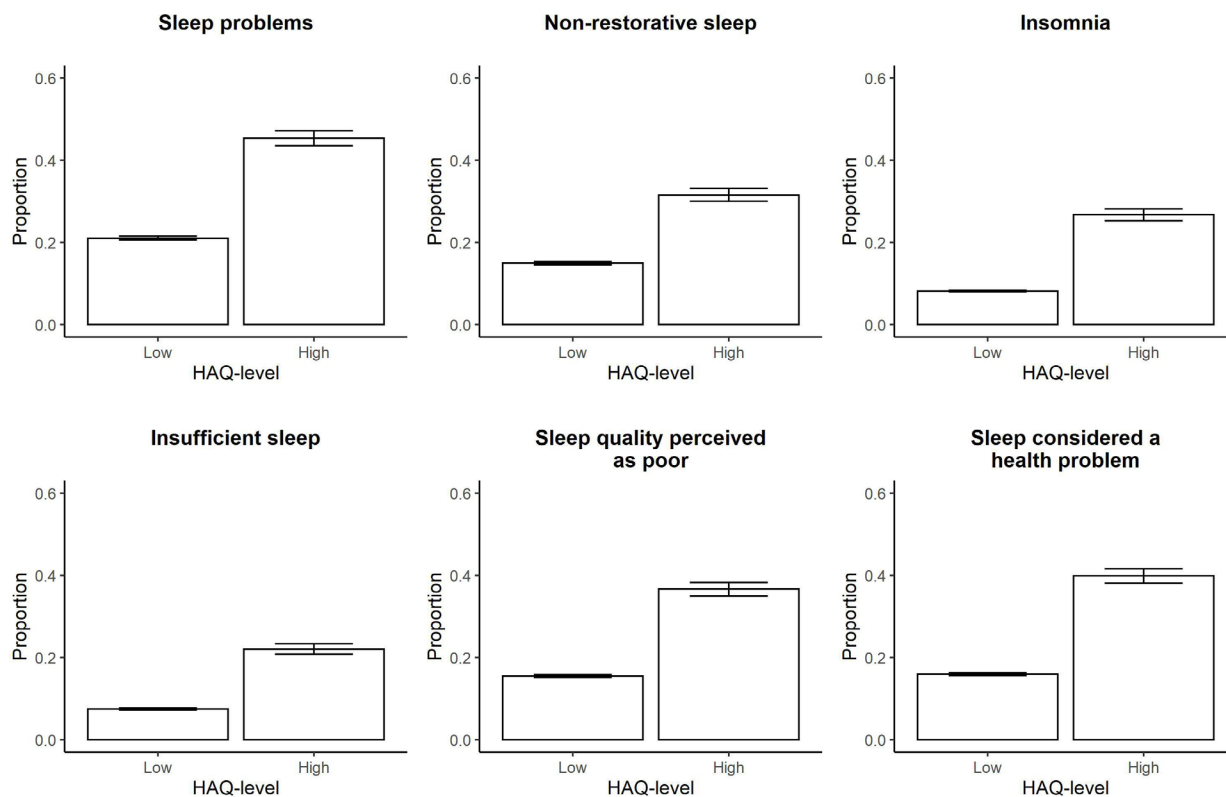 Sleep problems
Proportion
0.6
0.4
0.2
0.0
Low High
HAQ-level
Non-restorative sleep
Proportion
0.6
0.4
0.2
0.0
Low High
HAQ-level
Insomnia
Proportion
0.6
0.4
0.2
0.0
Low High
HAQ-level
Insufficient sleep
Proportion
0.6
0.4
0.2
0.0
Low High
HAQ-level
Sleep quality perceived
as poor
Proportion
0.6
0.4
0.2
0.0
Low High
HAQ-level
Sleep considered a
health problem
Proportion
0.6
0.4
0.2
0.0
Low High
HAQ-level